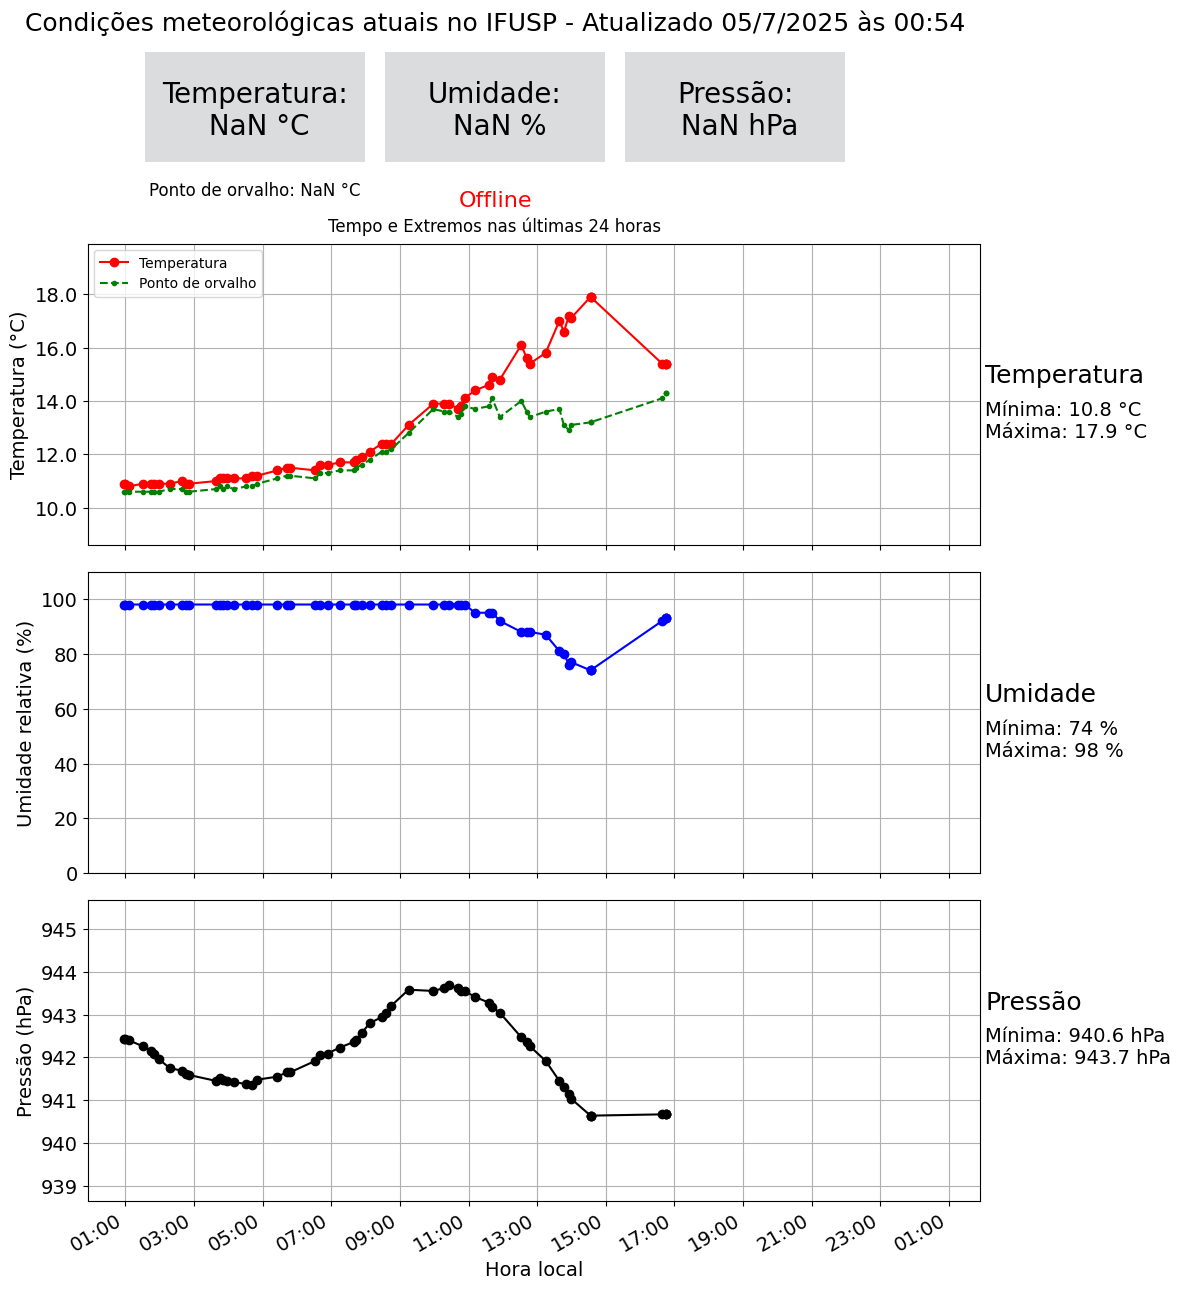 Condições meteorológicas atuais no IFUSP - Atualizado 05/7/2025 às 00:54
Temperatura:
NaN °C
Umidade:
NaN %
Pressão:
NaN hPa
Ponto de orvalho: NaN °C
Offline
Tempo e Extremos nas últimas 24 horas
Temperatura
Ponto de orvalho
Temperatura (°C)
18.0
16.0
14.0
12.0
10.0
Temperatura
Mínima: 10.8 °C
Máxima: 17.9 °C
Umidade relativa (%)
100
80
60
40
20
0
Umidade
Mínima: 74 %
Máxima: 98 %
Pressão (hPa)
945
944
943
942
941
940
939
Pressão
Mínima: 940.6 hPa
Máxima: 943.7 hPa
01:00 03:00 05:00 07:00 09:00 11:00 13:00 15:00 17:00 19:00 21:00 23:00 01:00
Hora local